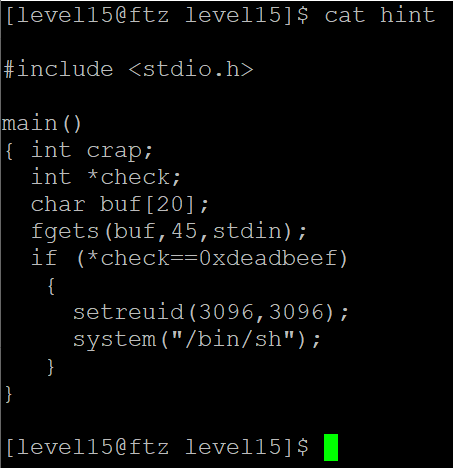 [level15@ftz level15]$ cat hint
#include <stdio.h>
main()
{ int crap;
  int *check;
  char buf[20];
  fgets(buf,45,stdin);
  if (*check==0xdeadbeef)
   {
     setreuid(3096,3096);
     system("/bin/sh");
   }
}
[level15@ftz level15]$